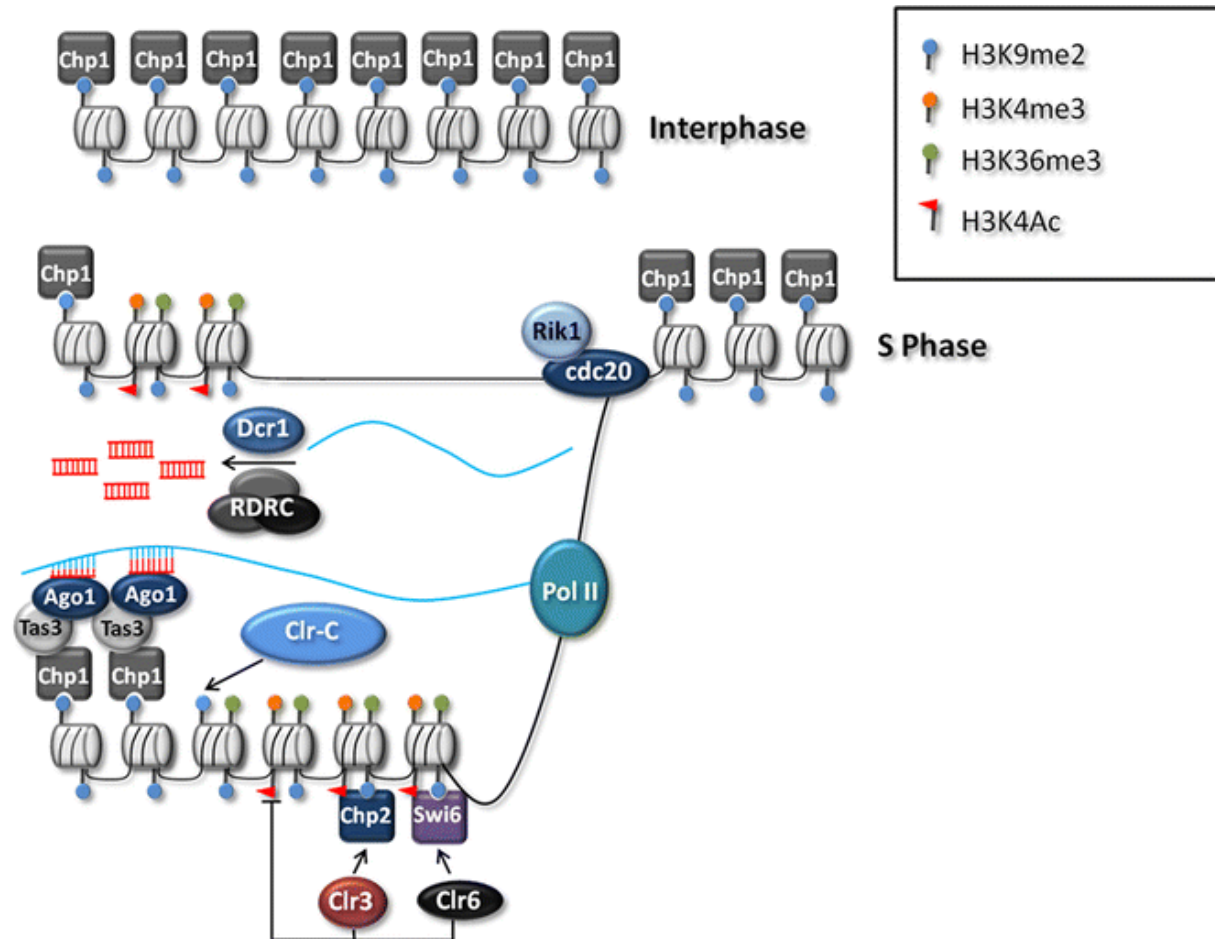 Chp1 Chp1 Chp1 Chp1 Chp1 Chp1 Chp1 Chp1
Interphase
H3K9me2
H3K4me3
H3K36me3
H3K4Ac
Chp1
Chp1 Chp1 Chp1
Rik1
cdc20
S Phase
Dcr1
RDRC
Pol II
Ago1 Ago1
Tas3 Tas3
Chp1 Chp1
Clr-C
Chp2 Swi6
Clr3 Clr6